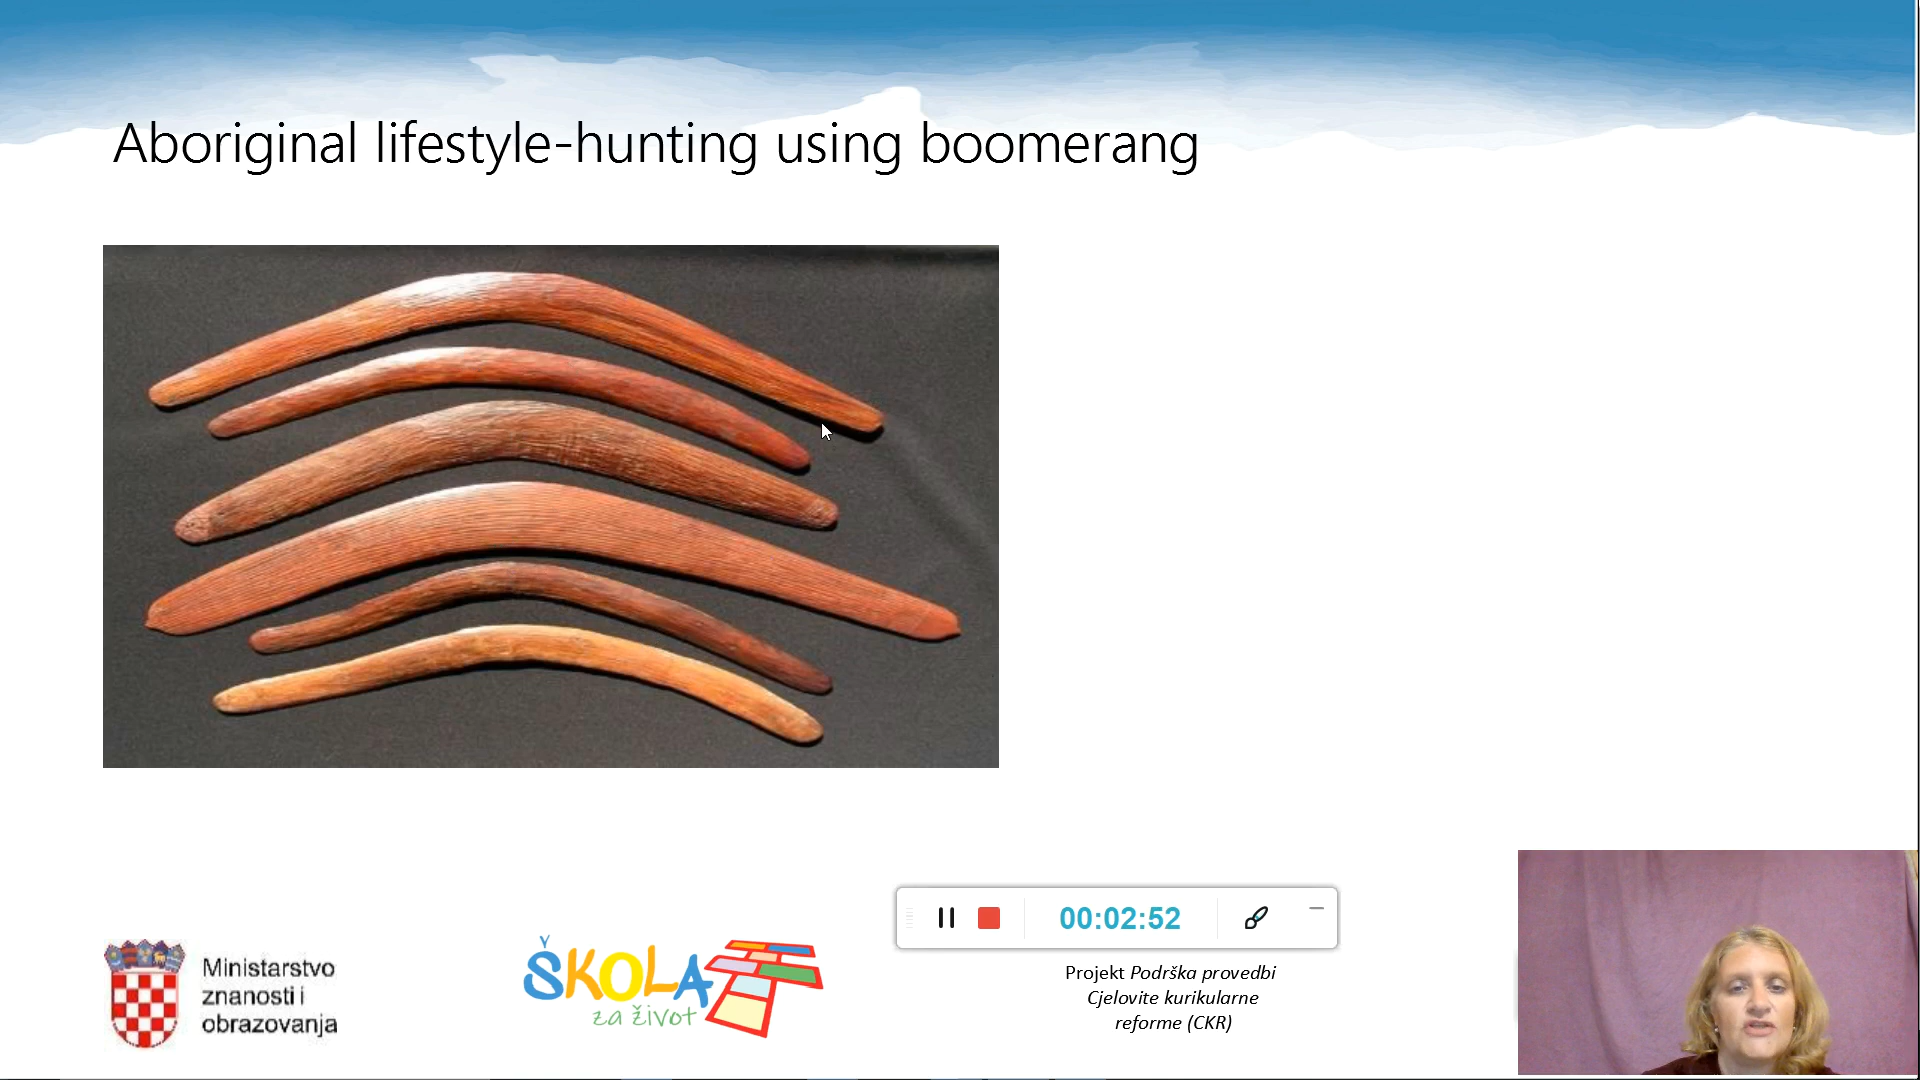 Aboriginal lifestyle-hunting using boomerang
00:02:52
Ministarstvo
znanosti i
obrazovanja
ŠKOLA
za život
Projekt Podrška provedbi
Cjelovite kurikularne
reforme (CKR)